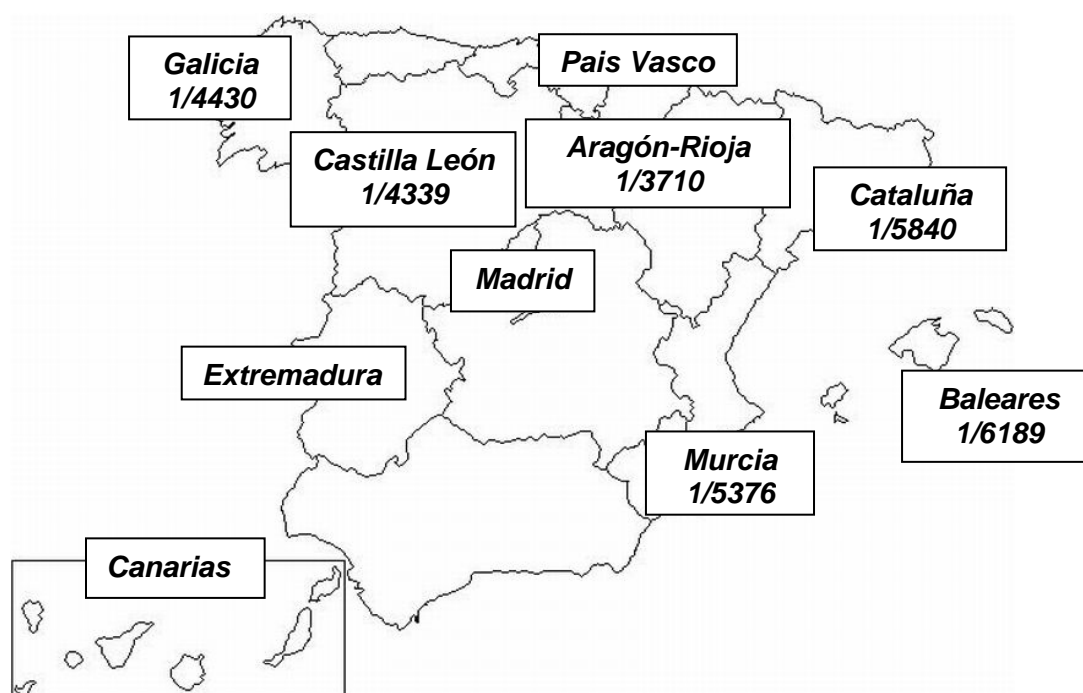 Galicia
1/4430
Pais Vasco
Castilla León
1/4339
Aragón-Rioja
1/3710
Cataluña
1/5840
Madrid
Extremadura
Baleares
1/6189
Murcia
1/5376
Canarias